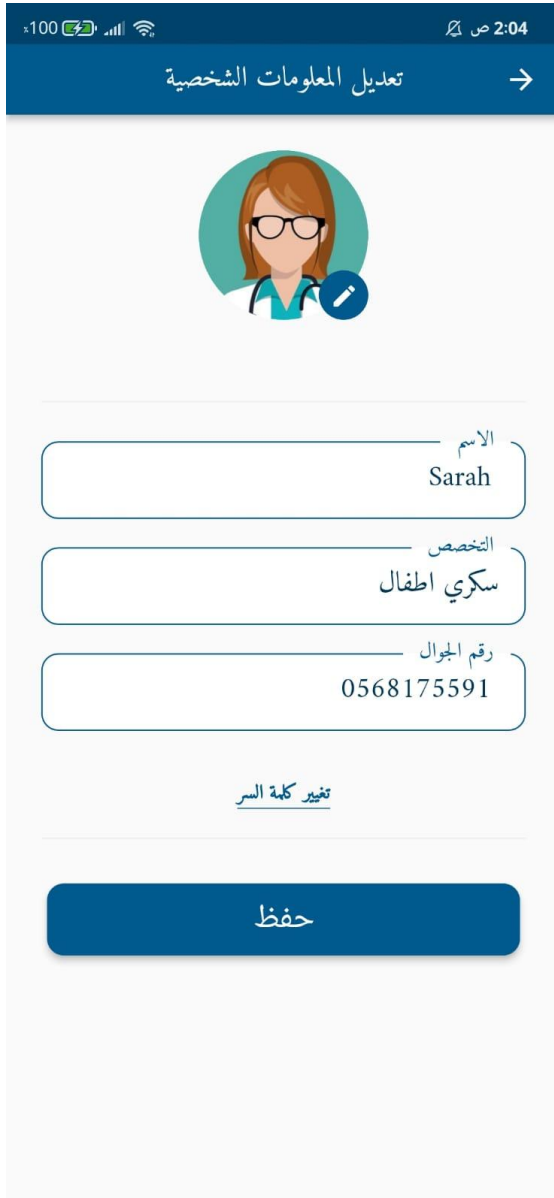 2:04 ص 100٪
تعديل المعلومات الشخصية
الاسم
Sarah
التخصص
سكري اطفال
رقم الجوال
0568175591
تغيير كلمة السر
حفظ